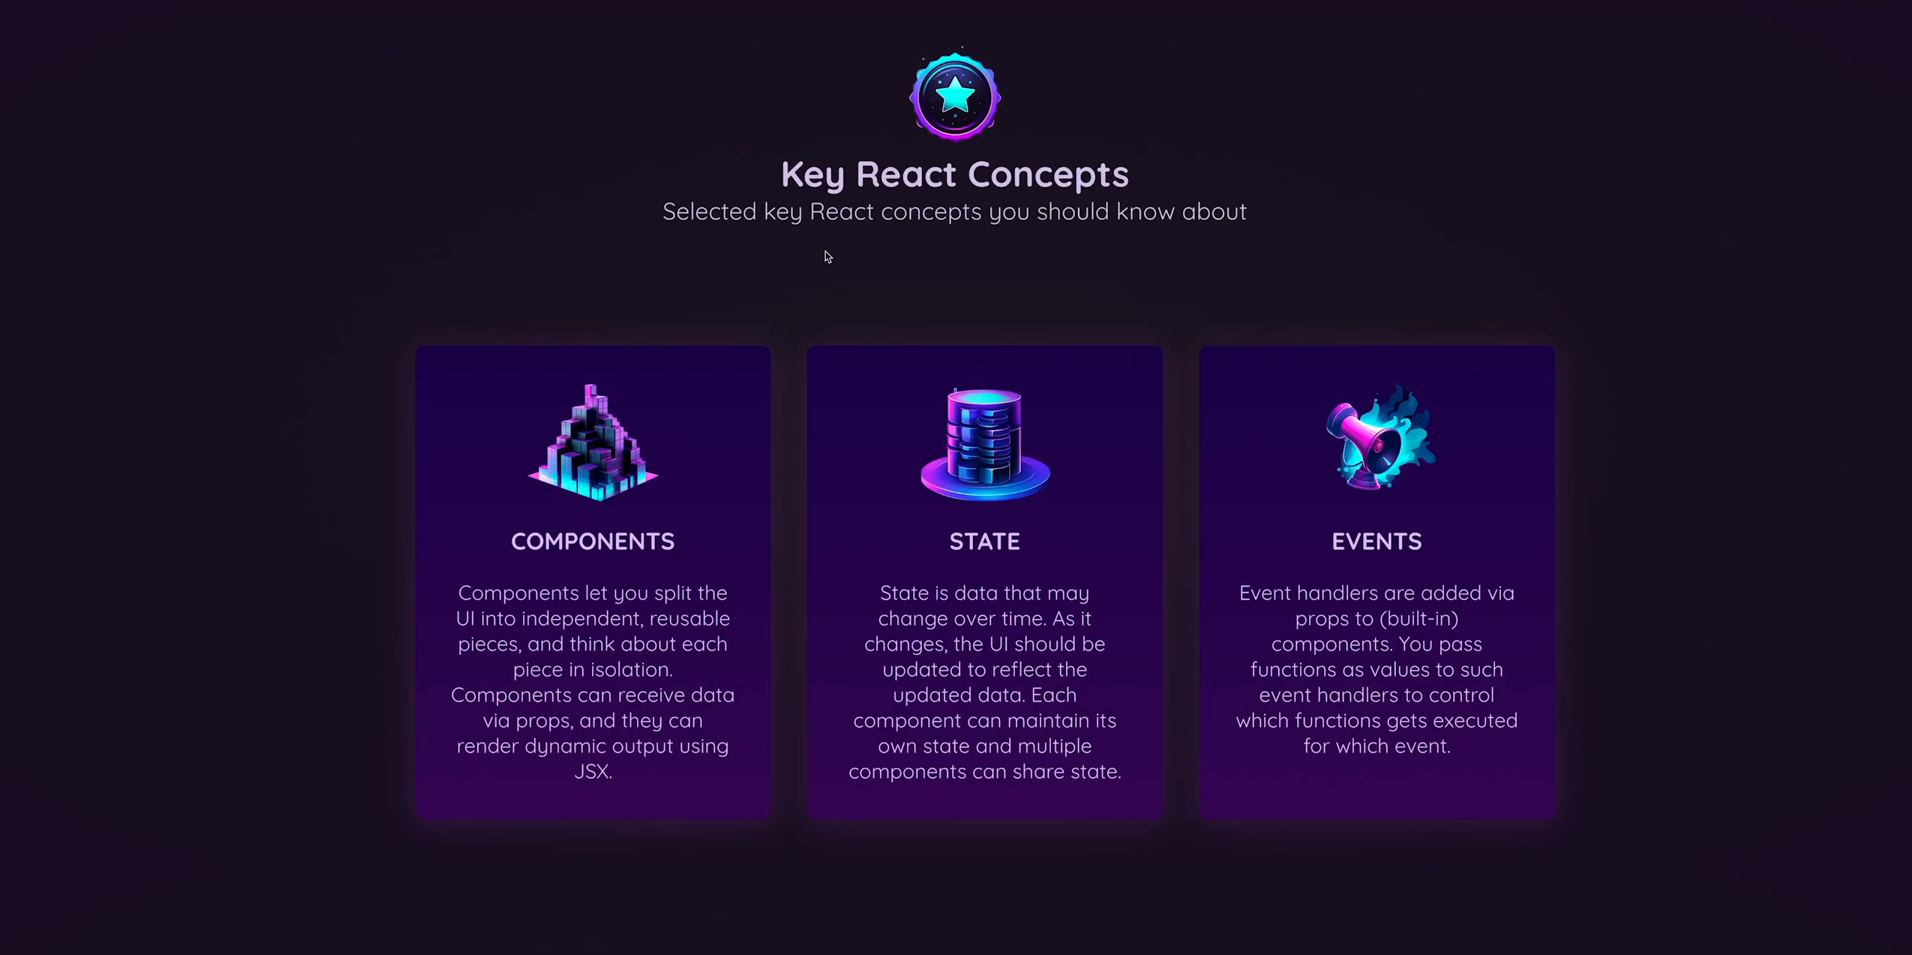 Key React Concepts
Selected key React concepts you should know about
COMPONENTS
Components let you split the
UI into independent, reusable
pieces, and think about each
piece in isolation.
Components can receive data
via props, and they can
render dynamic output using
JSX.
STATE
State is data that may
change over time. As it
changes, the UI should be
updated to reflect the
updated data. Each
component can maintain its
own state and multiple
components can share state.
EVENTS
Event handlers are added via
props to (built-in)
components. You pass
functions as values to such
event handlers to control
which functions gets executed
for which event.